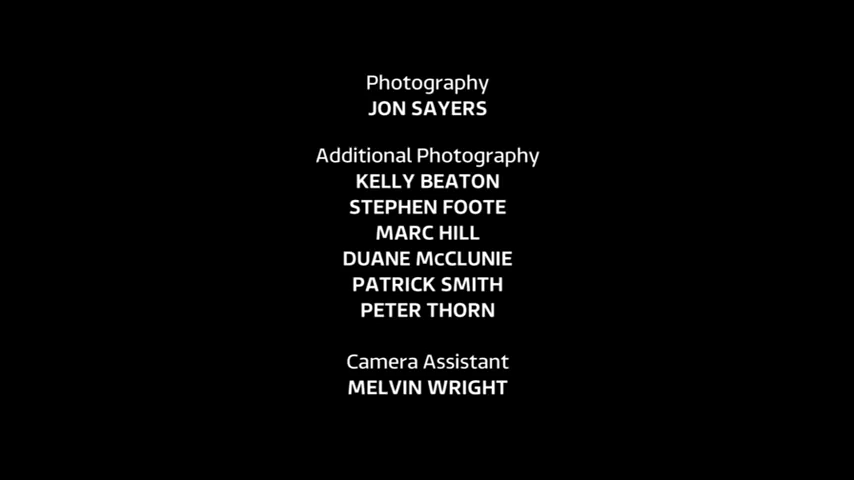 Photography
JON SAYERS
Additional Photography
KELLY BEATON
STEPHEN FOOTE
MARC HILL
DUANE McCLUNIE
PATRICK SMITH
PETER THORN
Camera Assistant
MELVIN WRIGHT